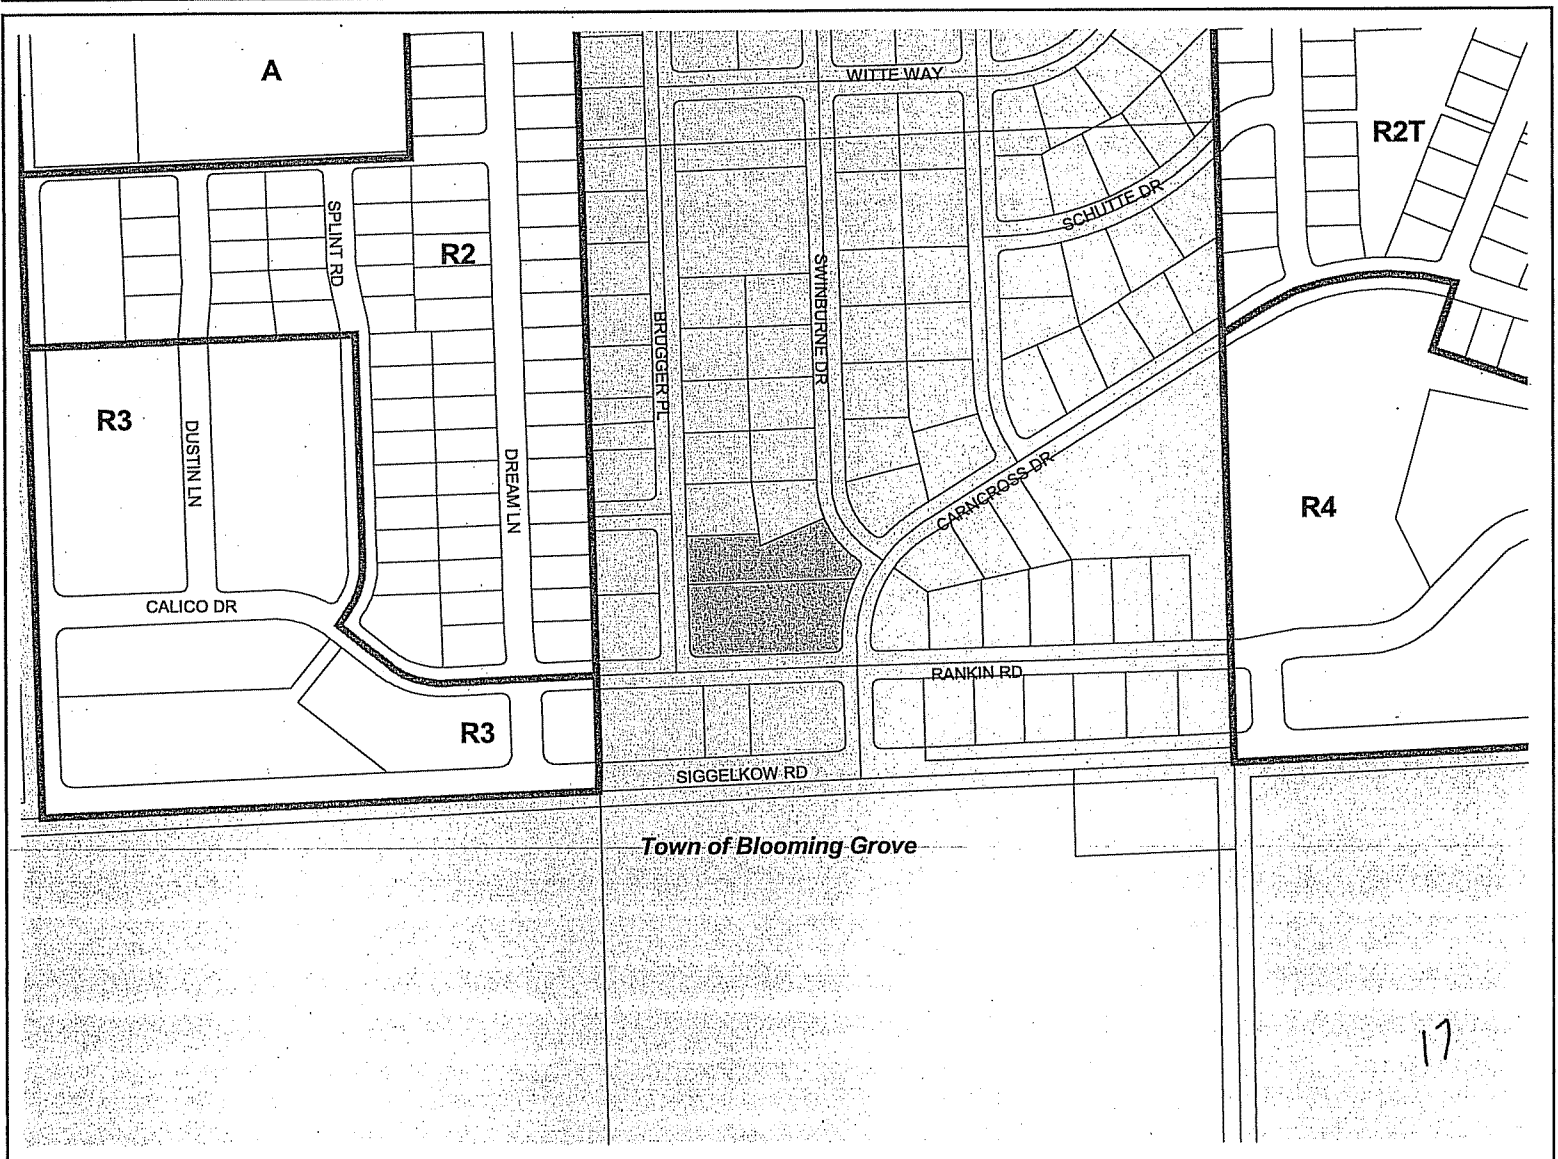 A
WITTE WAY
R2T
SPLINT RD
R2
SCHUTTE DR
SWINBURNE DR
BRUGGER PL
R3
DUSTIN LN
DREAM LN
CARNCROSS DR
R4
CALICO DR
RANKIN RD
R3
SIGGELKOW RD
Town of Blooming Grove
17